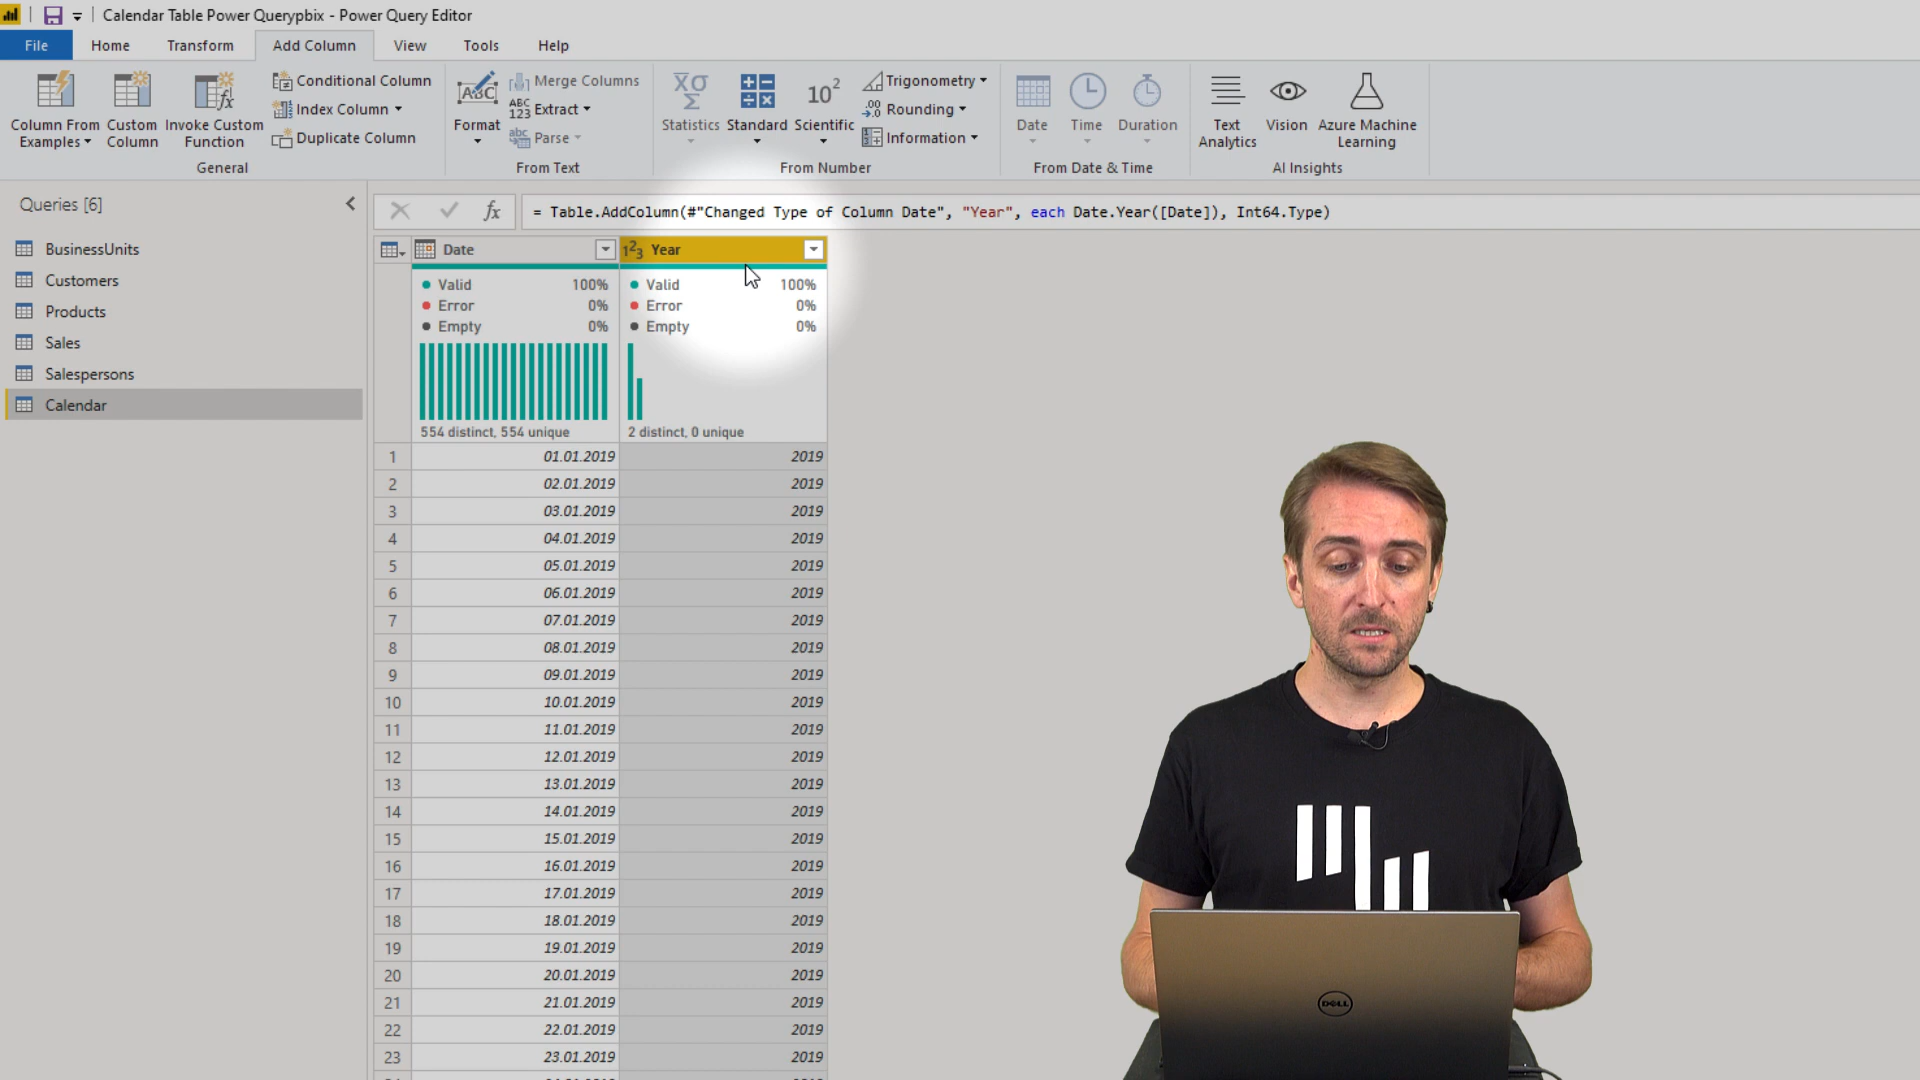 Calendar Table Power Querypbix - Power Query Editor
File Home Transform Add Column View Tools Help
Column From Examples
Custom Column
Invoke Custom Function
Conditional Column
Index Column
Duplicate Column
General
ABC
Format
Merge Columns
ABC 123 Extract
abc Parse
From Text
XΣσ
Statistics
Standard
10²
Scientific
Trigonometry
.00 Rounding
Information
From Number
Date
Time
Duration
From Date & Time
Text Analytics
Vision
Azure Machine Learning
AI Insights
Queries [6]
BusinessUnits
Customers
Products
Sales
Salespersons
Calendar
fx = Table.AddColumn(#"Changed Type of Column Date", "Year", each Date.Year([Date]), Int64.Type)
Date 1²3 Year
Valid 100% Valid 100%
Error 0% Error 0%
Empty 0% Empty 0%
554 distinct, 554 unique 2 distinct, 0 unique
1 01.01.2019 2019
2 02.01.2019 2019
3 03.01.2019 2019
4 04.01.2019 2019
5 05.01.2019 2019
6 06.01.2019 2019
7 07.01.2019 2019
8 08.01.2019 2019
9 09.01.2019 2019
10 10.01.2019 2019
11 11.01.2019 2019
12 12.01.2019 2019
13 13.01.2019 2019
14 14.01.2019 2019
15 15.01.2019 2019
16 16.01.2019 2019
17 17.01.2019 2019
18 18.01.2019 2019
19 19.01.2019 2019
20 20.01.2019 2019
21 21.01.2019 2019
22 22.01.2019 2019
23 23.01.2019 2019
DELL